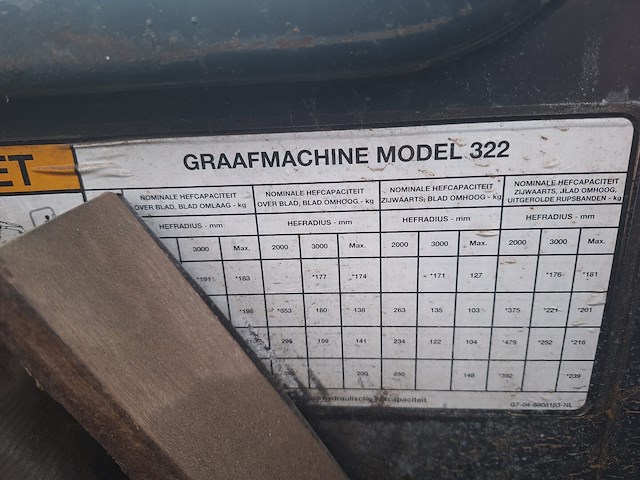 ET
GRAAFMACHINE MODEL 322
NOMINALE HEFCAPACITEIT
OVER BLAD, BLAD OMLAAG - kg
NOMINALE HEFCAPACITEIT
OVER BLAD, BLAD OMHOOG - kg
NOMINALE HEFCAPACITEIT
ZIJWAARTS, BLAD OMHOOG - kg
NOMINALE HEFCAPACITEIT
ZIJWAARTS, BLAD OMHOOG,
UITGEROLDE RUPSBANDEN - kg
HEFRADIUS - mm HEFRADIUS - mm HEFRADIUS - mm HEFRADIUS - mm
3000 Max. 2000 3000 Max. 2000 3000 Max. 2000 3000 Max.
*191 *183 *177 *174 *171 127 *176 *181
*198 *353 180 138 263 135 103 *375 *221 *201
296 159 141 234 122 104 *479 *252 *216
200 148 *392 *239
hydraulische hefcapaciteit